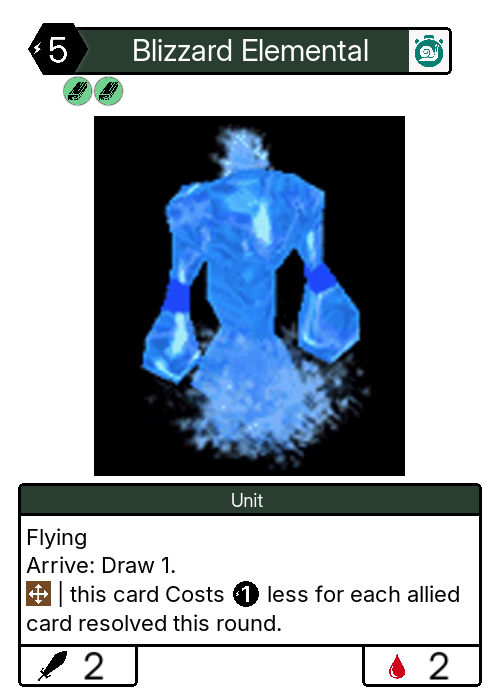 5 Blizzard Elemental
Unit
Flying
Arrive: Draw 1.
| this card Costs 1 less for each allied
card resolved this round.
2 2